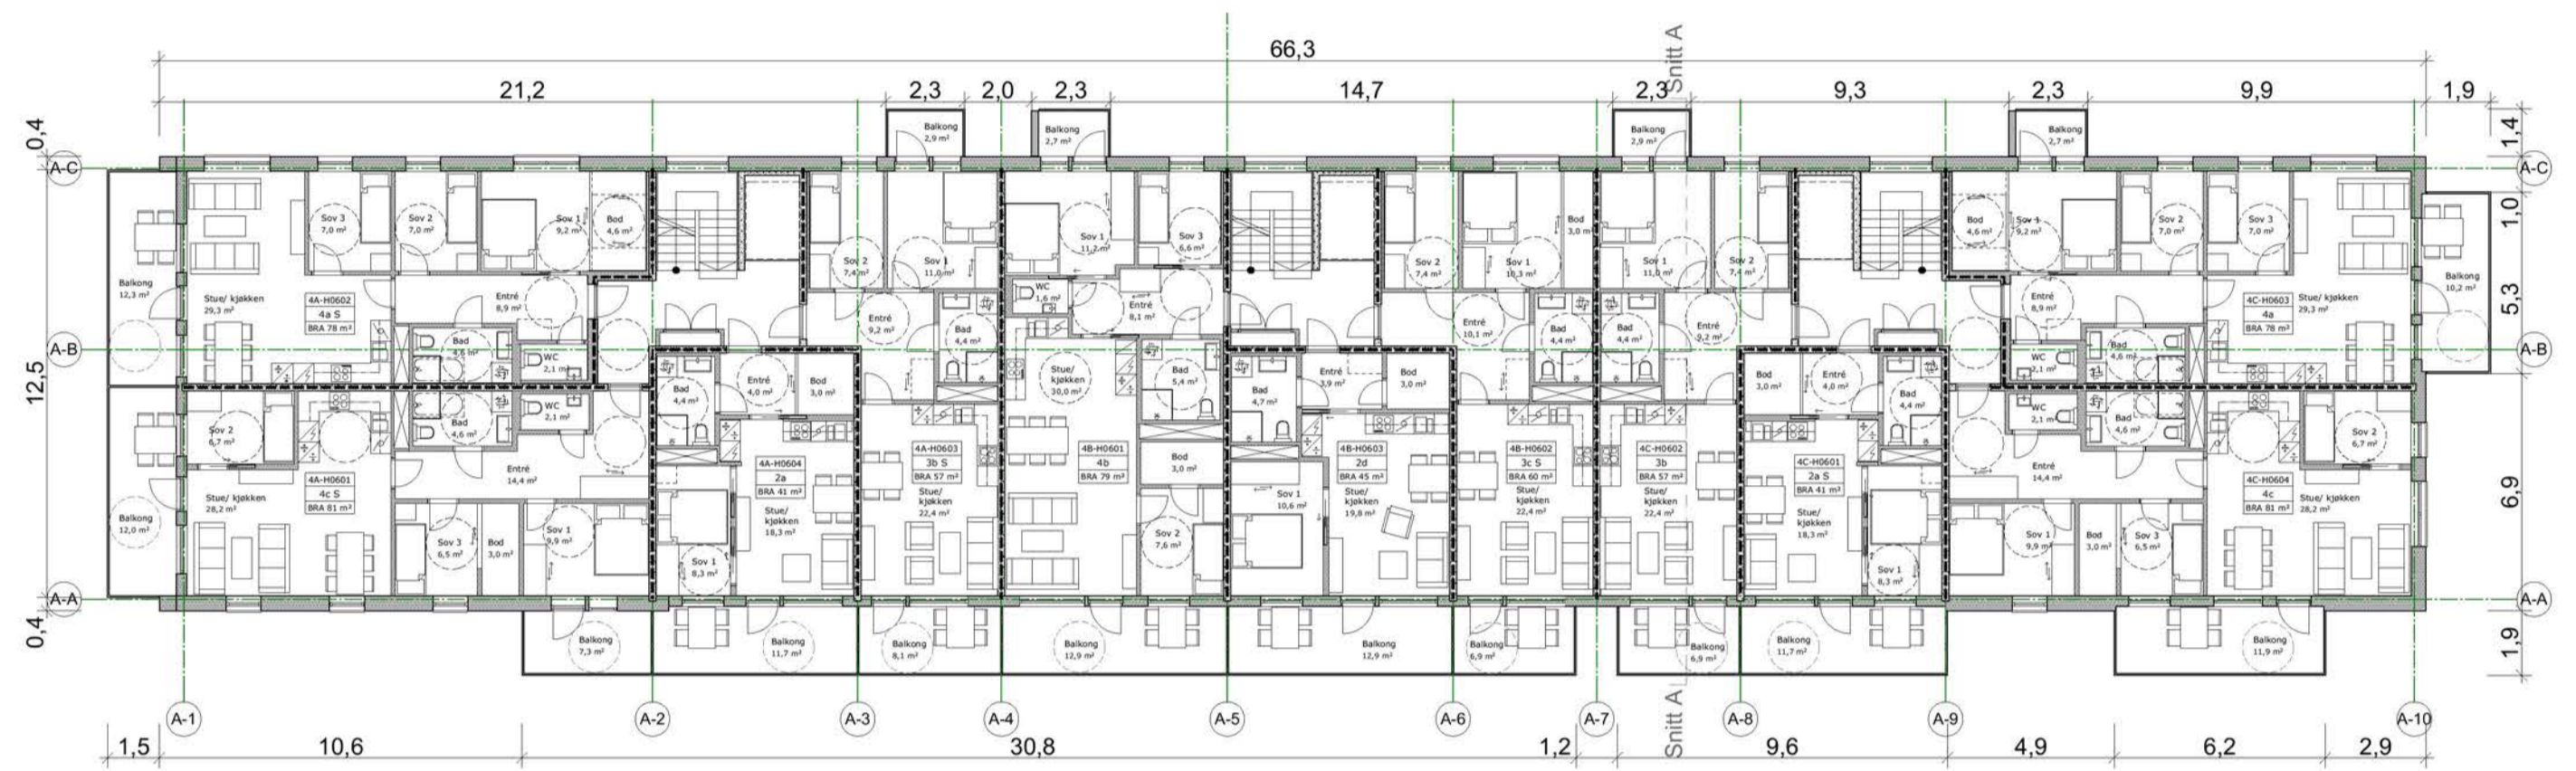 66,3
Snitt A
21,2
2,3
2,0
2,3
14,7
2,3
9,3
2,3
9,9
1,9
0,4
1,4
Balkong
2,9 m²
Balkong
2,7 m²
Balkong
2,9 m²
Balkong
2,7 m²
A-C
A-C
Balkong
12,3 m²
Stue/ kjøkken
29,3 m²
4A-H0602
4a S
BRA 78 m²
Sov 3
7,0 m²
Sov 2
7,0 m²
Sov 1
9,2 m²
Bod
4,6 m²
Entré
8,9 m²
Bad
4,6 m²
WC
2,1 m²
Sov 2
7,4 m²
Sov 1
11,0 m²
Entré
9,2 m²
Bad
4,4 m²
Sov 1
11,2 m²
Sov 3
6,6 m²
WC
1,6 m²
Entré
8,1 m²
Stue/
kjøkken
30,0 m²
Bad
5,4 m²
Sov 2
7,4 m²
Sov 1
10,3 m²
Bod
3,0 m²
Entré
10,1 m²
Bad
4,4 m²
Sov 1
11,0 m²
Sov 2
7,4 m²
Bad
4,4 m²
Entré
9,2 m²
Bod
4,6 m²
Sov 1
9,2 m²
Sov 2
7,0 m²
Sov 3
7,0 m²
Entré
8,9 m²
4C-H0603
4a
BRA 78 m²
Stue/ kjøkken
29,3 m²
WC
2,1 m²
Bad
4,6 m²
Balkong
10,2 m²
1,0
5,3
A-B
A-B
12,5
6,9
Sov 2
6,7 m²
Bad
4,6 m²
WC
2,1 m²
Entré
14,4 m²
4A-H0601
4c S
BRA 81 m²
Stue/ kjøkken
28,2 m²
Balkong
12,0 m²
Sov 3
6,5 m²
Bod
3,0 m²
Sov 1
9,9 m²
Bad
4,4 m²
Entré
4,0 m²
Bod
3,0 m²
4A-H0604
2a
BRA 41 m²
Stue/
kjøkken
18,3 m²
Sov 1
8,3 m²
4A-H0603
3b S
BRA 57 m²
Stue/
kjøkken
22,4 m²
4B-H0601
4b
BRA 79 m²
Bod
3,0 m²
Sov 2
7,6 m²
Bad
4,7 m²
Entré
3,9 m²
Bod
3,0 m²
4B-H0603
2d
BRA 45 m²
Stue/
kjøkken
19,8 m²
Sov 1
10,6 m²
4B-H0602
3c S
BRA 60 m²
Stue/
kjøkken
22,4 m²
4C-H0602
3b
BRA 57 m²
Stue/
kjøkken
22,4 m²
Bod
3,0 m²
Entré
4,0 m²
Bad
4,4 m²
4C-H0601
2a S
BRA 41 m²
Stue/
kjøkken
18,3 m²
Sov 1
8,3 m²
WC
2,1 m²
Bad
4,6 m²
Sov 2
6,7 m²
Entré
14,4 m²
4C-H0604
4c
BRA 81 m²
Stue/ kjøkken
28,2 m²
Sov 1
9,9 m²
Bod
3,0 m²
Sov 3
6,5 m²
A-A
A-A
0,4
1,9
Balkong
7,3 m²
Balkong
11,7 m²
Balkong
8,1 m²
Balkong
12,9 m²
Balkong
12,9 m²
Balkong
6,9 m²
Balkong
6,9 m²
Balkong
11,7 m²
Balkong
11,9 m²
A-1
A-2
A-3
A-4
A-5
A-6
A-7
Snitt A
A-8
A-9
A-10
1,5
10,6
30,8
1,2
9,6
4,9
6,2
2,9